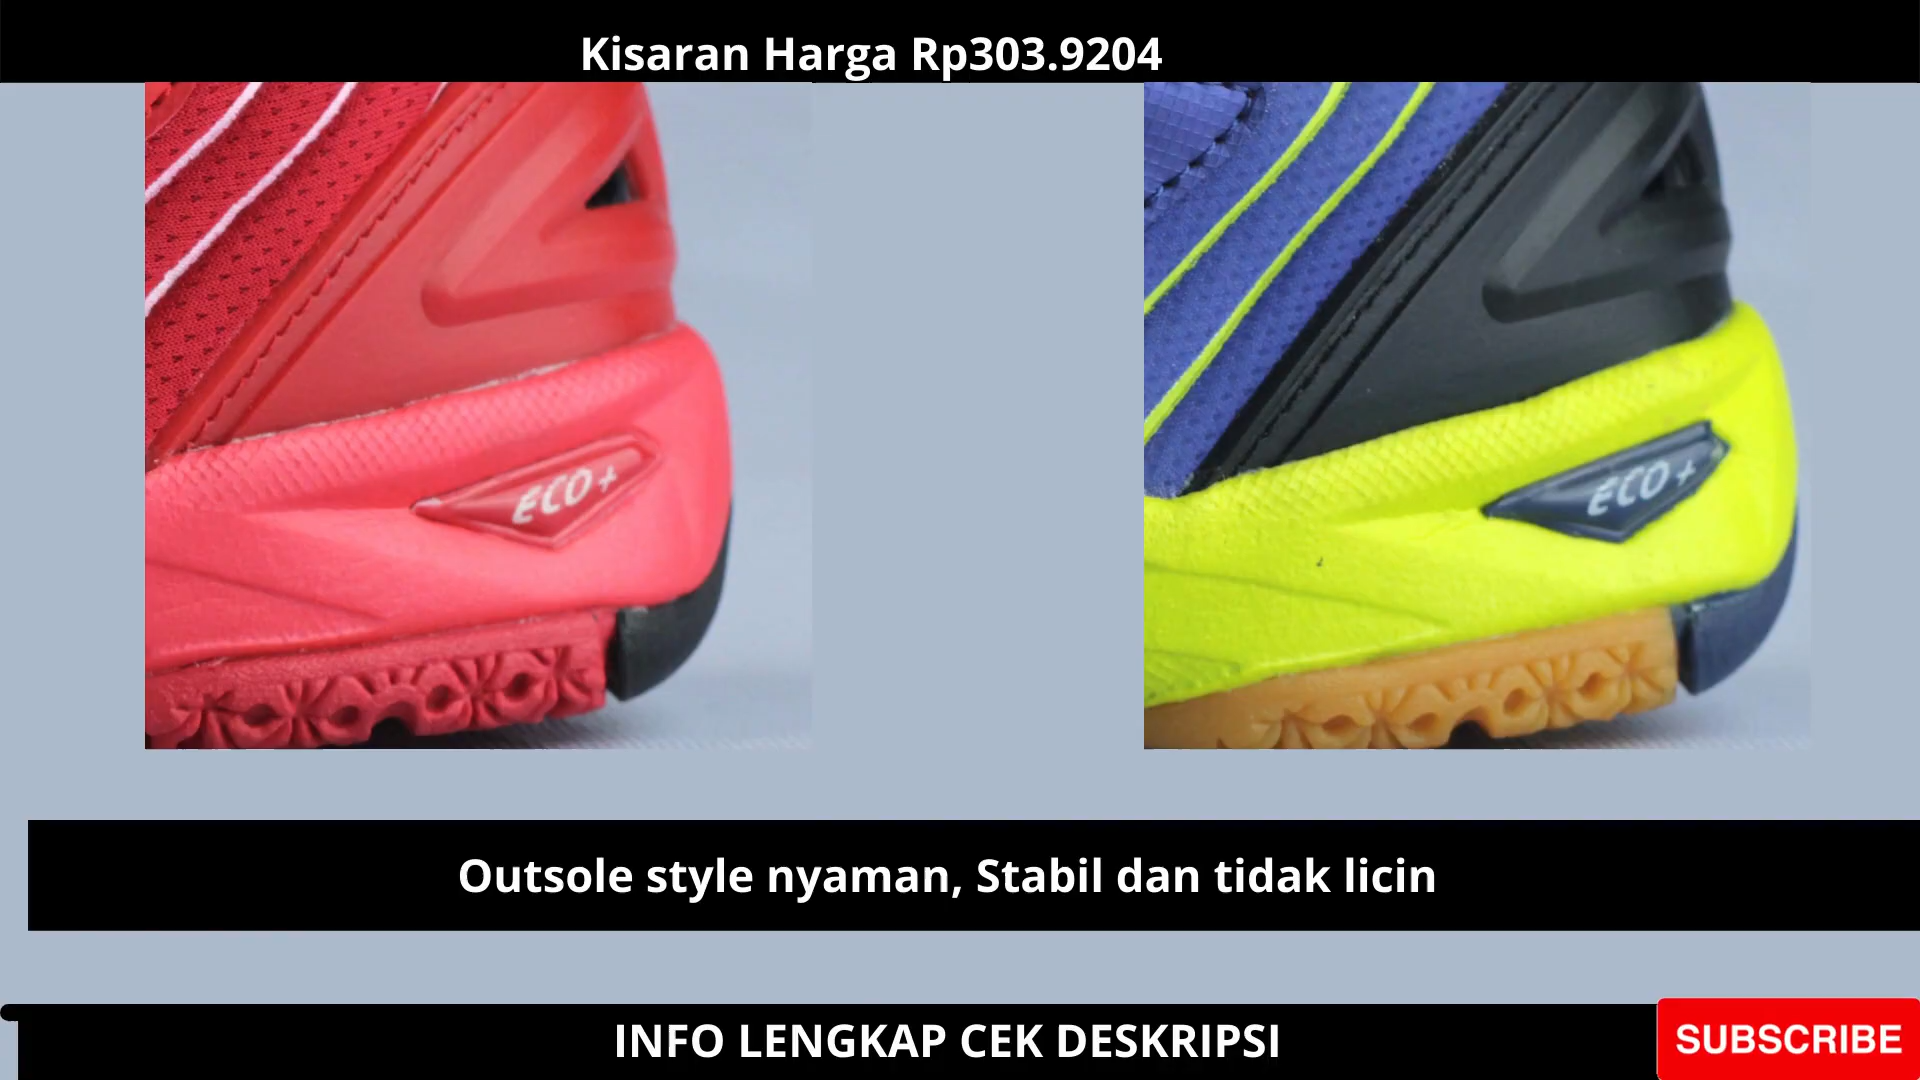 Kisaran Harga Rp303.9204
ECO+
ECO+
Outsole style nyaman, Stabil dan tidak licin
INFO LENGKAP CEK DESKRIPSI
SUBSCRIBE